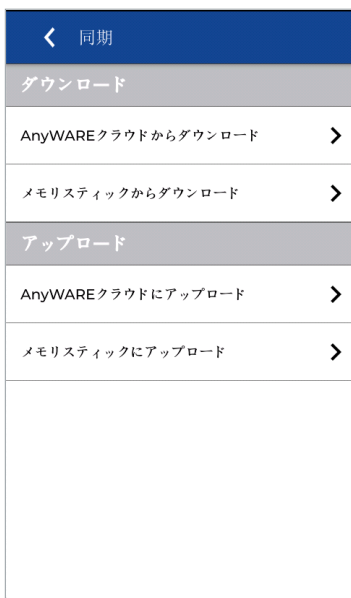 同期
ダウンロード
AnyWAREクラウドからダウンロード
メモリスティックからダウンロード
アップロード
AnyWAREクラウドにアップロード
メモリスティックにアップロード